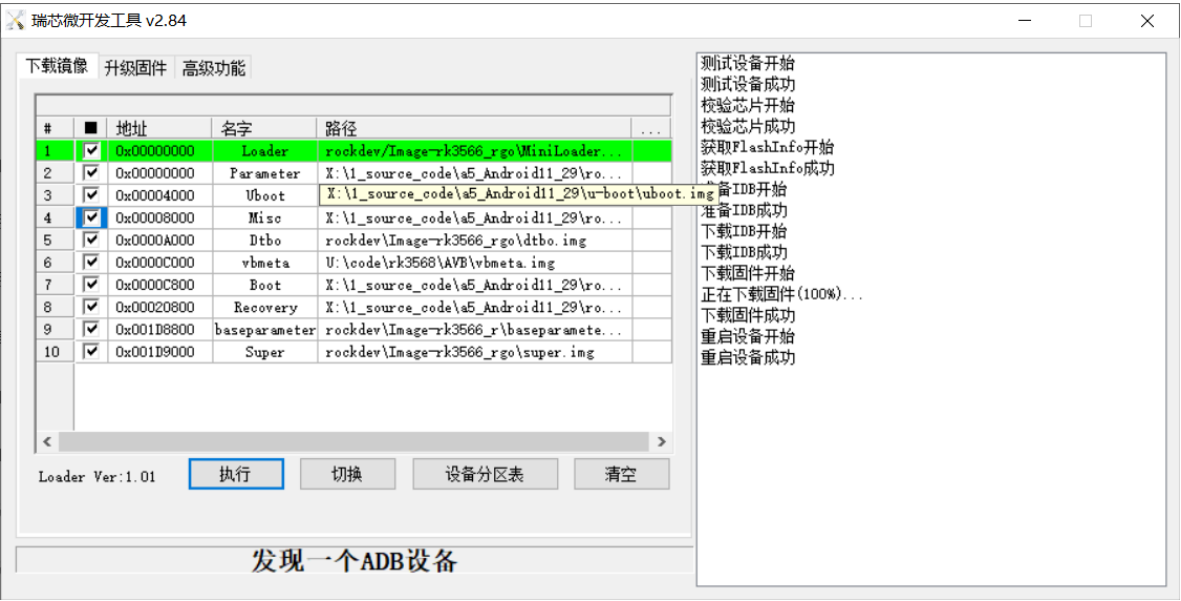 瑞芯微开发工具 v2.84
下载镜像 升级固件 高级功能
# 地址 名字 路径 ...
1 0x00000000 Loader rockdev/Image-rk3566_rgo\MiniLoader...
2 0x00000000 Parameter X:\1_source_code\a5_Android11_29\ro...
3 0x00004000 Uboot X:\1_source_code\a5_Android11_29\u-boot\uboot.img
4 0x00008000 Misc X:\1_source_code\a5_Android11_29\ro...
5 0x0000A000 Dtbo rockdev\Image-rk3566_rgo\dtbo.img
6 0x0000C000 vbmeta U:\code\rk3568\AVB\vbmeta.img
7 0x0000C800 Boot X:\1_source_code\a5_Android11_29\ro...
8 0x00020800 Recovery X:\1_source_code\a5_Android11_29\ro...
9 0x001D8800 baseparameter rockdev\Image-rk3566_r\baseparamete...
10 0x001D9000 Super rockdev\Image-rk3566_rgo\super.img
Loader Ver:1.01 执行 切换 设备分区表 清空
发现一个ADB设备
测试设备开始
测试设备成功
校验芯片开始
校验芯片成功
获取FlashInfo开始
获取FlashInfo成功
备IDB开始
准备IDB成功
下载IDB开始
下载IDB成功
下载固件开始
正在下载固件(100%)...
下载固件成功
重启设备开始
重启设备成功